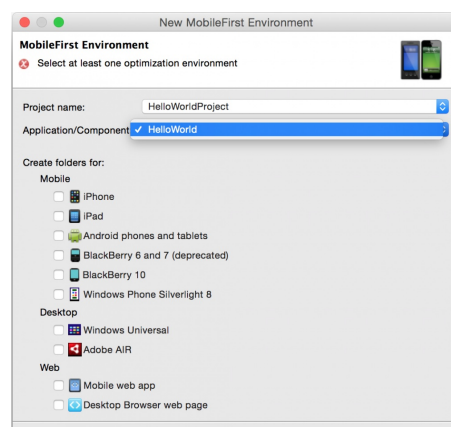 New MobileFirst Environment
MobileFirst Environment
Select at least one optimization environment
Project name: HelloWorldProject
Application/Component HelloWorld
Create folders for:
Mobile
iPhone
iPad
Android phones and tablets
BlackBerry 6 and 7 (deprecated)
BlackBerry 10
Windows Phone Silverlight 8
Desktop
Windows Universal
Adobe AIR
Web
Mobile web app
Desktop Browser web page